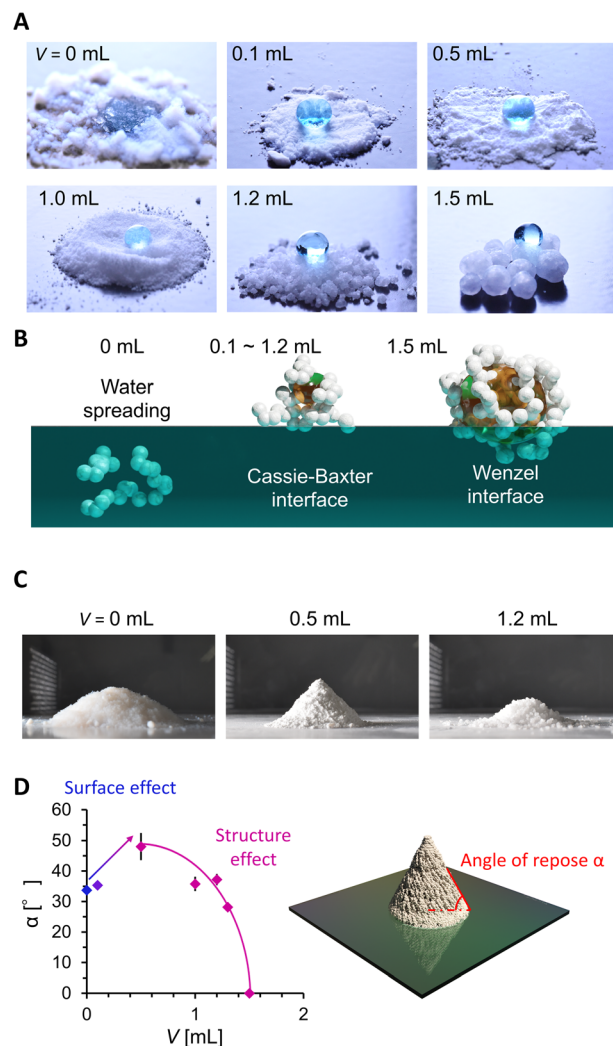 A
V = 0 mL
0.1 mL
0.5 mL
1.0 mL
1.2 mL
1.5 mL
B
0 mL
0.1 ~ 1.2 mL
1.5 mL
Water
spreading
Cassie-Baxter
interface
Wenzel
interface
C
V = 0 mL
0.5 mL
1.2 mL
D
Surface effect
60
50
40
30
20
10
0
α [°]
Structure
effect
0
1
2
V [mL]
Angle of repose α